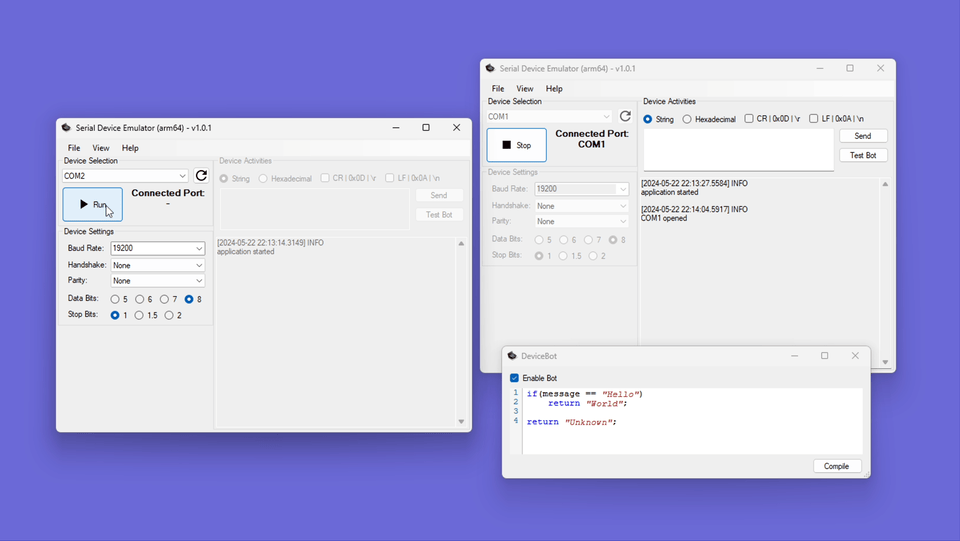 Serial Device Emulator (arm64) - v1.0.1
File View Help
Device Selection
COM2
Run
Connected Port:
-
Device Settings
Baud Rate: 19200
Handshake: None
Parity: None
Data Bits: 5 6 7 8
Stop Bits: 1 1.5 2
Device Activities
String Hexadecimal CR | 0x0D | \r LF | 0x0A | \n
Send
Test Bot
[2024-05-22 22:13:14.3149] INFO
application started
Serial Device Emulator (arm64) - v1.0.1
File View Help
Device Selection
COM1
Stop
Connected Port:
COM1
Device Settings
Baud Rate: 19200
Handshake: None
Parity: None
Data Bits: 5 6 7 8
Stop Bits: 1 1.5 2
Device Activities
String Hexadecimal CR | 0x0D | \r LF | 0x0A | \n
Send
Test Bot
[2024-05-22 22:13:27.5584] INFO
application started
[2024-05-22 22:14:04.5917] INFO
COM1 opened
DeviceBot
Enable Bot
1 if(message == "Hello")
2 return "World";
3
4 return "Unknown";
Compile